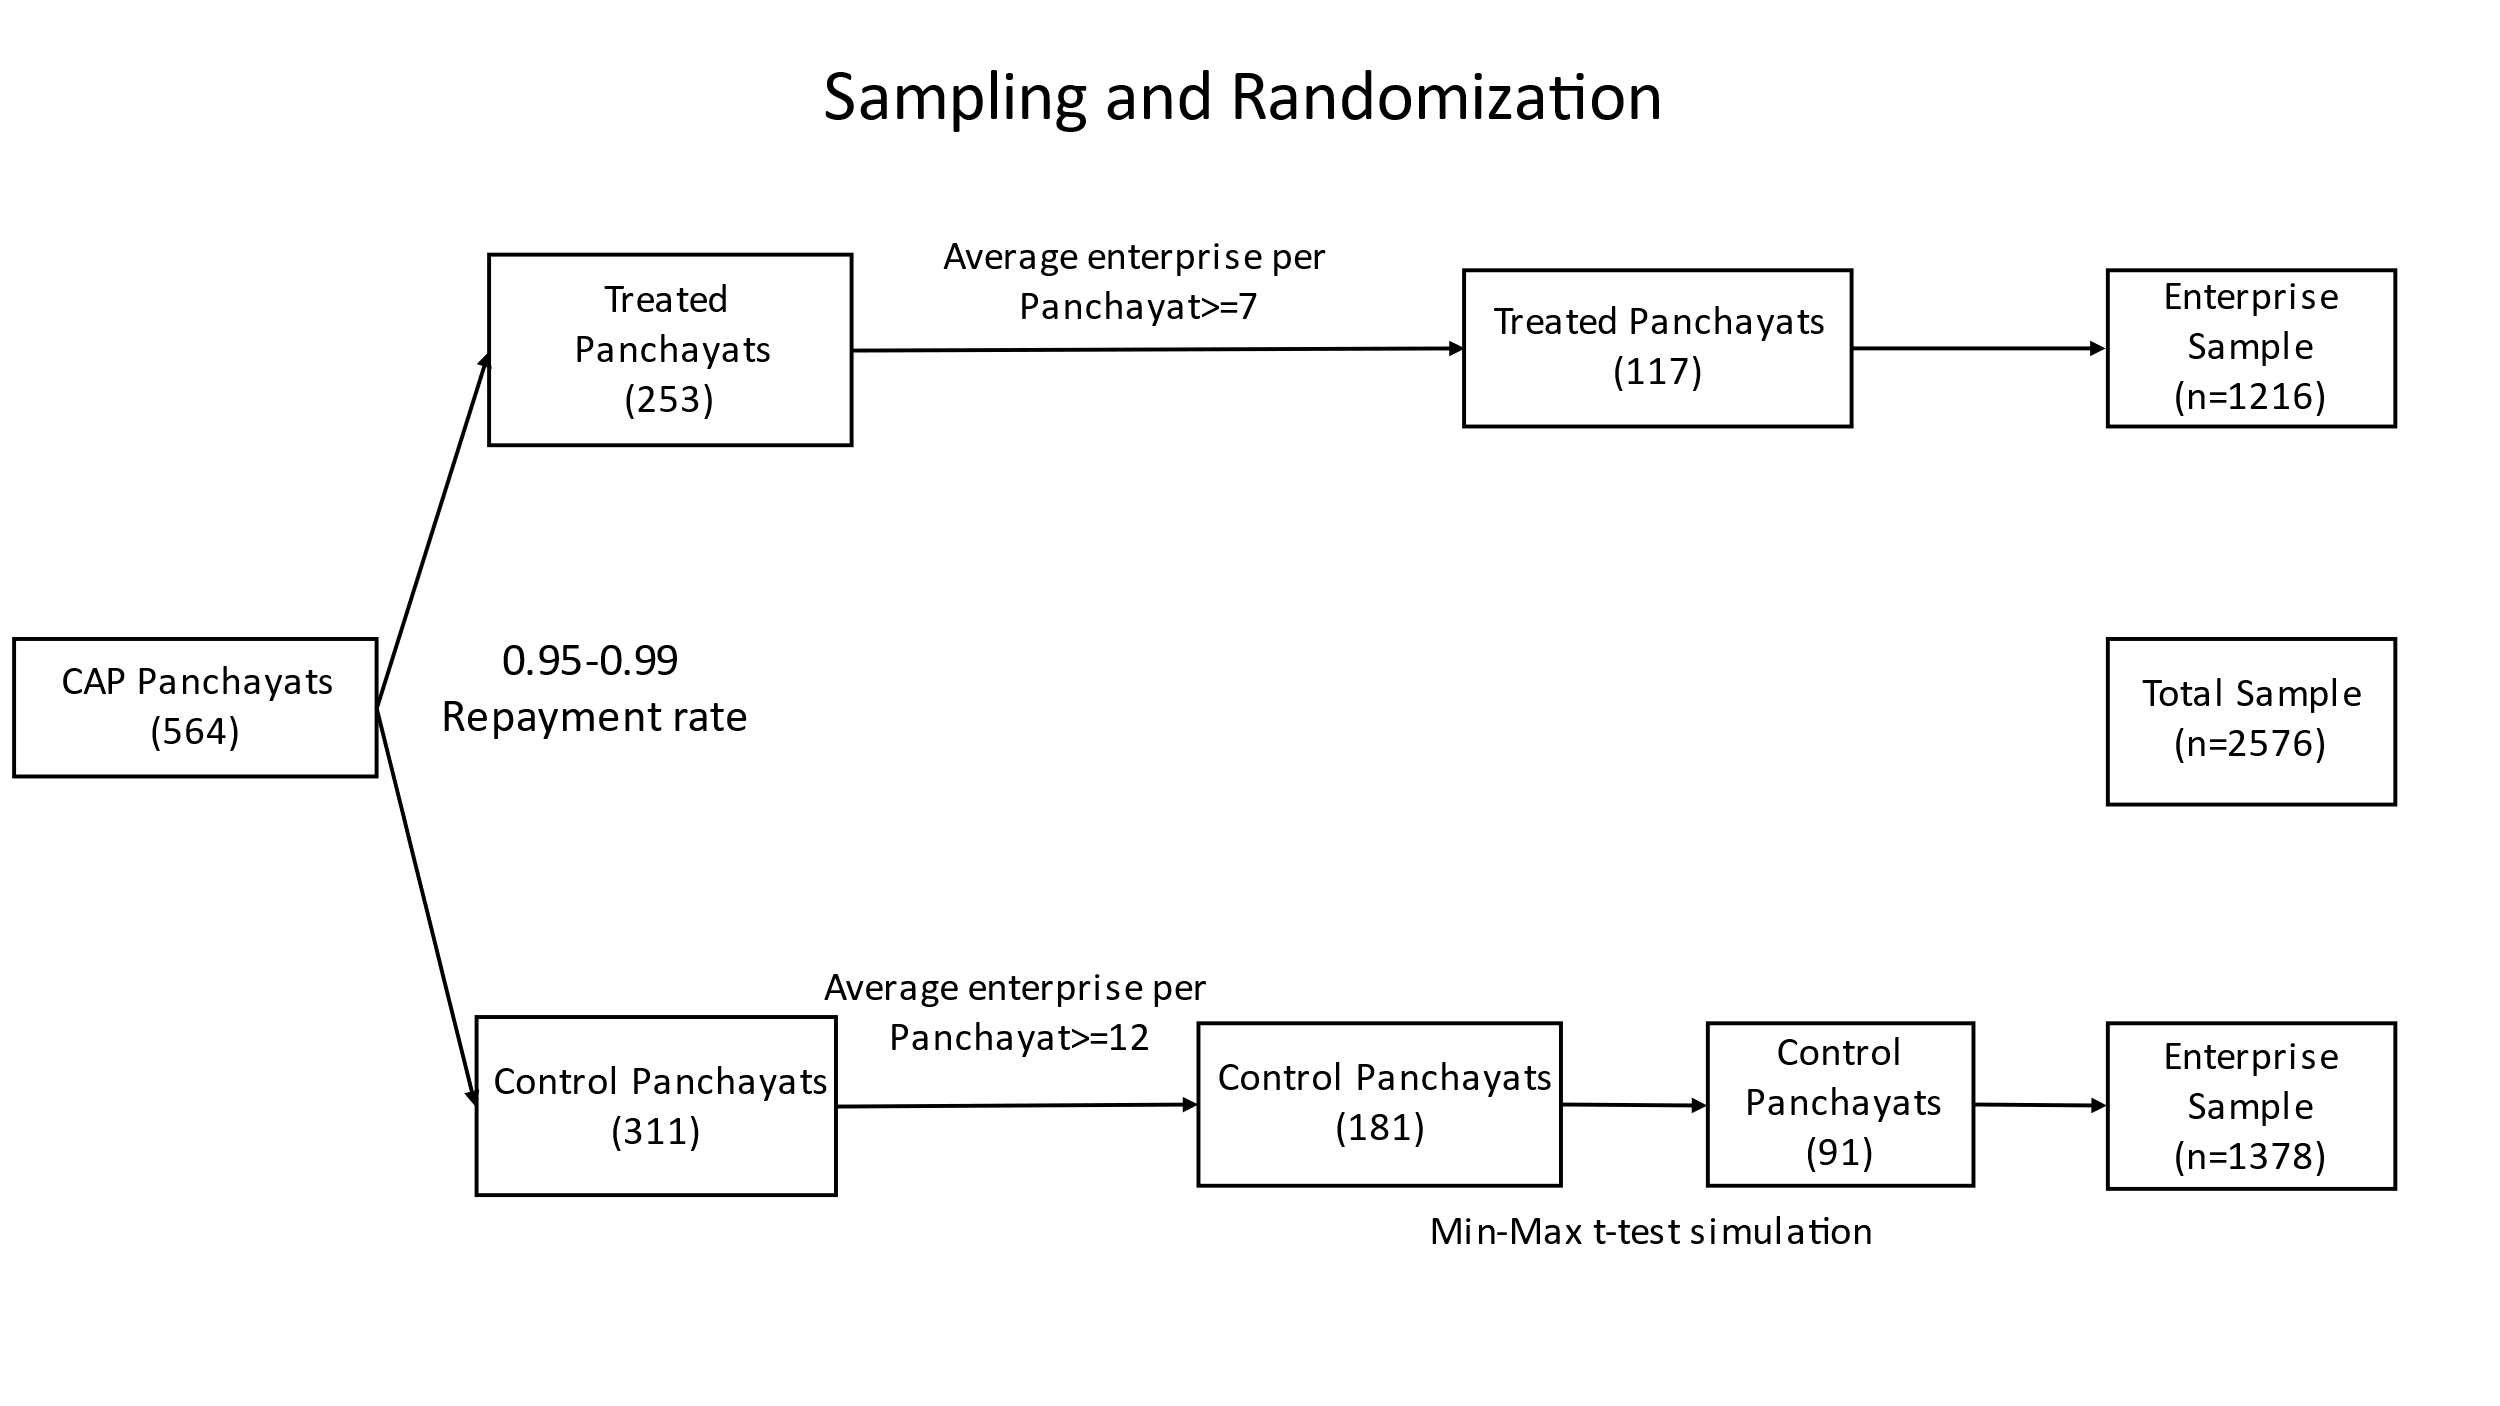 Sampling and Randomization
Average enterprise per
Panchayat>=7
Treated
Panchayats
(253)
Treated Panchayats
(117)
Enterprise
Sample
(n=1216)
CAP Panchayats
(564)
0.95-0.99
Repayment rate
Total Sample
(n=2576)
Average enterprise per
Panchayat>=12
Control Panchayats
(311)
Control Panchayats
(181)
Control
Panchayats
(91)
Enterprise
Sample
(n=1378)
Min-Max t-test simulation